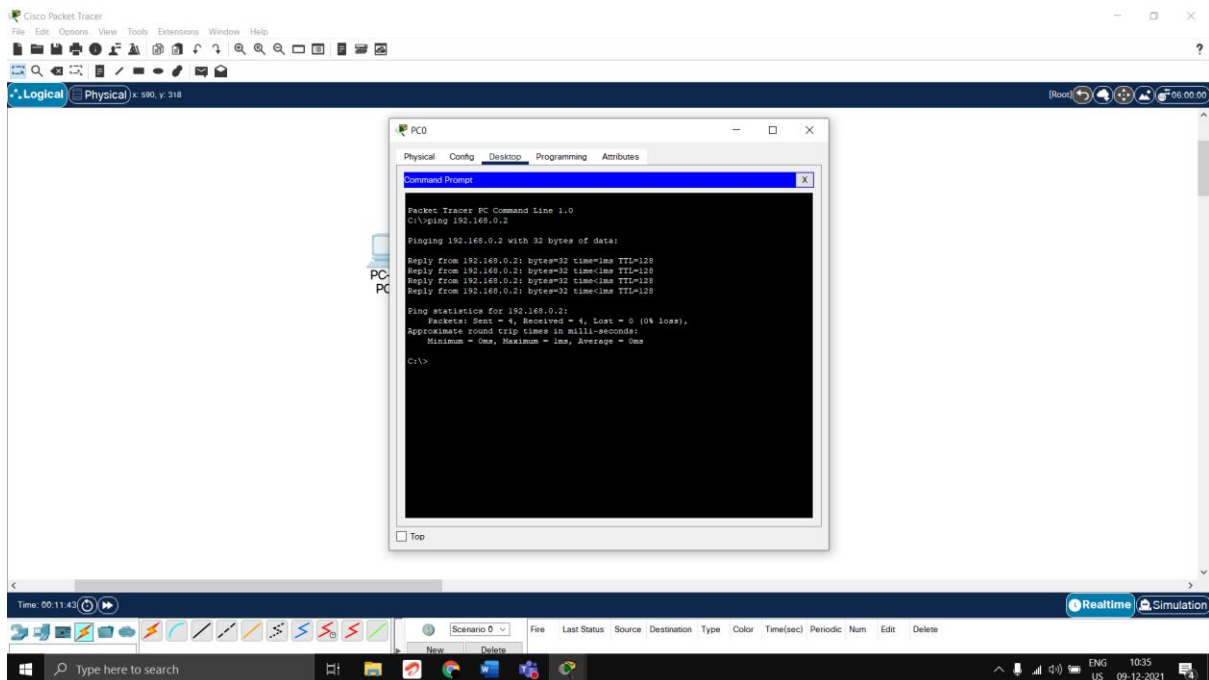 Cisco Packet Tracer
File Edit Options View Tools Extensions Window Help
?
Logical Physical x: 590, y: 318 [Root] 06:00:00
PC0
Physical Config Desktop Programming Attributes
Command Prompt X
Packet Tracer PC Command Line 1.0
C:\>ping 192.168.0.2
Pinging 192.168.0.2 with 32 bytes of data:
Reply from 192.168.0.2: bytes=32 time=1ms TTL=128
Reply from 192.168.0.2: bytes=32 time<1ms TTL=128
Reply from 192.168.0.2: bytes=32 time<1ms TTL=128
Reply from 192.168.0.2: bytes=32 time<1ms TTL=128
Ping statistics for 192.168.0.2:
Packets: Sent = 4, Received = 4, Lost = 0 (0% loss),
Approximate round trip times in milli-seconds:
Minimum = 0ms, Maximum = 1ms, Average = 0ms
C:\>
PC-
PC
Top
Time: 00:11:43 Realtime Simulation
Scenario 0 Fire Last Status Source Destination Type Color Time(sec) Periodic Num Edit Delete
New Delete
Type here to search ENG 10:35
US 09-12-2021 4